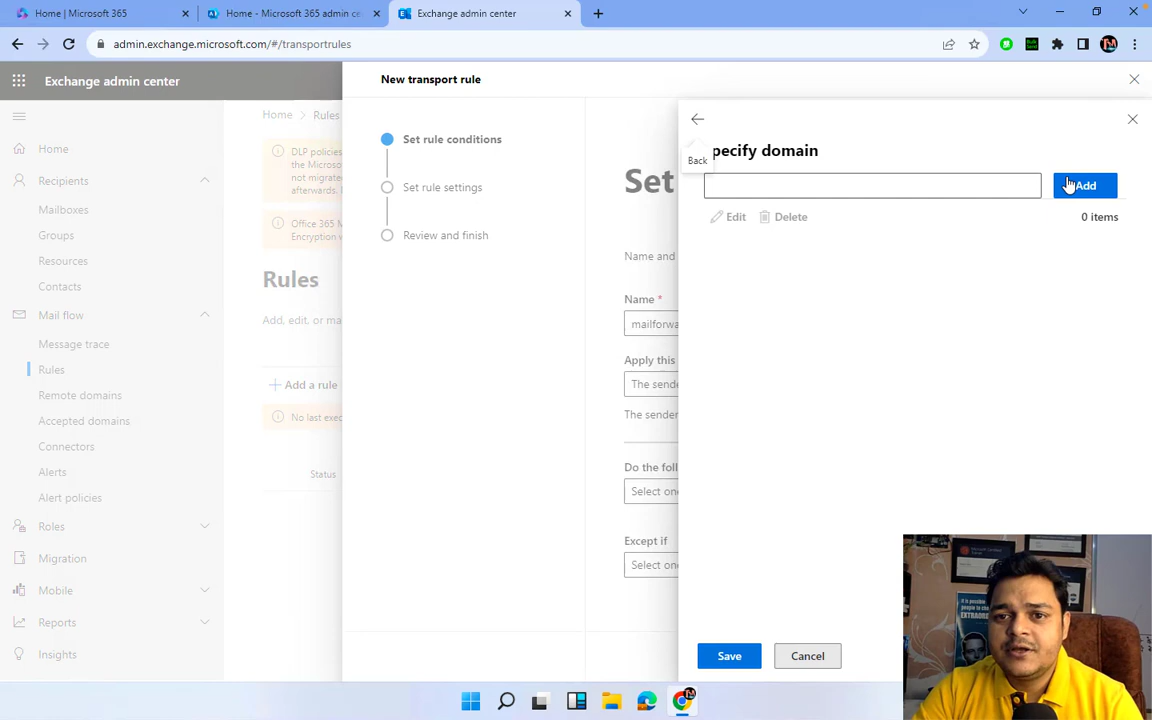 Home | Microsoft 365
Home - Microsoft 365 admin ce
Exchange admin center
admin.exchange.microsoft.com/#/transportrules
Exchange admin center
New transport rule
Home
Recipients
Mailboxes
Groups
Resources
Contacts
Mail flow
Message trace
Rules
Remote domains
Accepted domains
Connectors
Alerts
Alert policies
Roles
Migration
Mobile
Reports
Insights
Home > Rules
DLP policies
the Microsof
not migrated
afterwards.
Office 365 M
Encryption w
Rules
Add, edit, or ma
Add a rule
No last exec
Status
Set rule conditions
Set rule settings
Review and finish
Set
Name and
Name *
mailforwa
Apply this
The sende
The sender
Do the foll
Select one
Except if
Select one
Back
pecify domain
Add
Edit
Delete
0 items
Save
Cancel